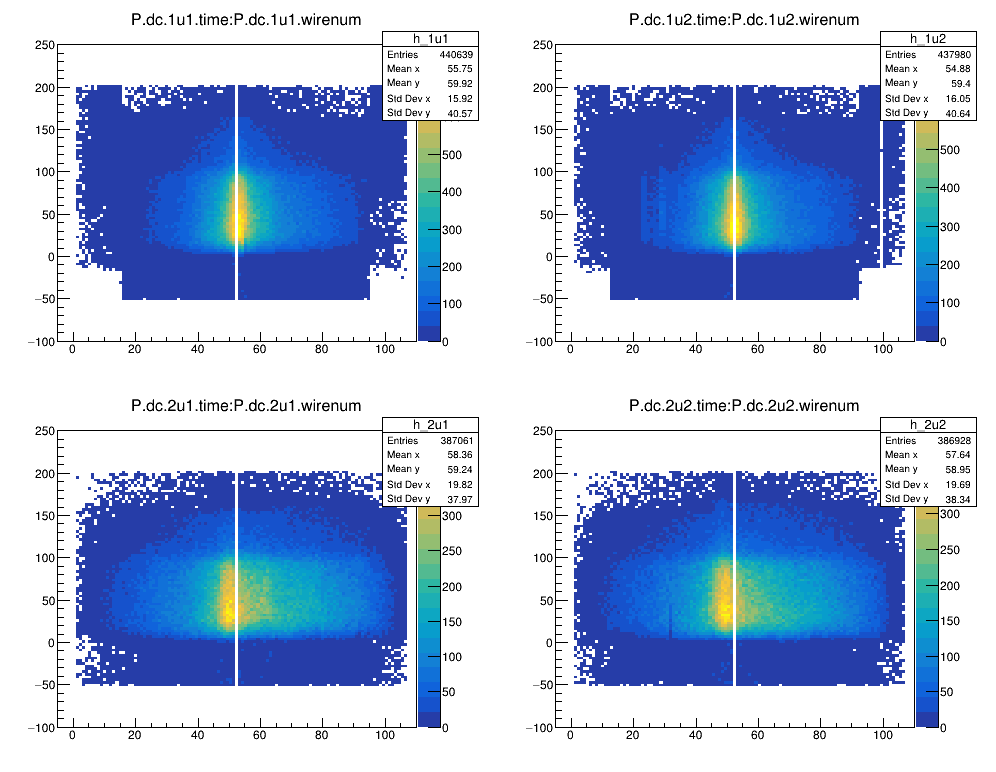 P.dc.1u1.time:P.dc.1u1.wirenum
h_1u1
Entries 440639
Mean x 55.75
Mean y 59.92
Std Dev x 15.92
Std Dev y 40.57
250
200
150
100
50
0
−50
−100
0 20 40 60 80 100
500
400
300
200
100
0
P.dc.1u2.time:P.dc.1u2.wirenum
h_1u2
Entries 437980
Mean x 54.88
Mean y 59.4
Std Dev x 16.05
Std Dev y 40.64
250
200
150
100
50
0
−50
−100
0 20 40 60 80 100
500
400
300
200
100
0
P.dc.2u1.time:P.dc.2u1.wirenum
h_2u1
Entries 387061
Mean x 58.36
Mean y 59.24
Std Dev x 19.82
Std Dev y 37.97
250
200
150
100
50
0
−50
−100
0 20 40 60 80 100
300
250
200
150
100
50
0
P.dc.2u2.time:P.dc.2u2.wirenum
h_2u2
Entries 386928
Mean x 57.64
Mean y 58.95
Std Dev x 19.69
Std Dev y 38.34
250
200
150
100
50
0
−50
−100
0 20 40 60 80 100
300
250
200
150
100
50
0